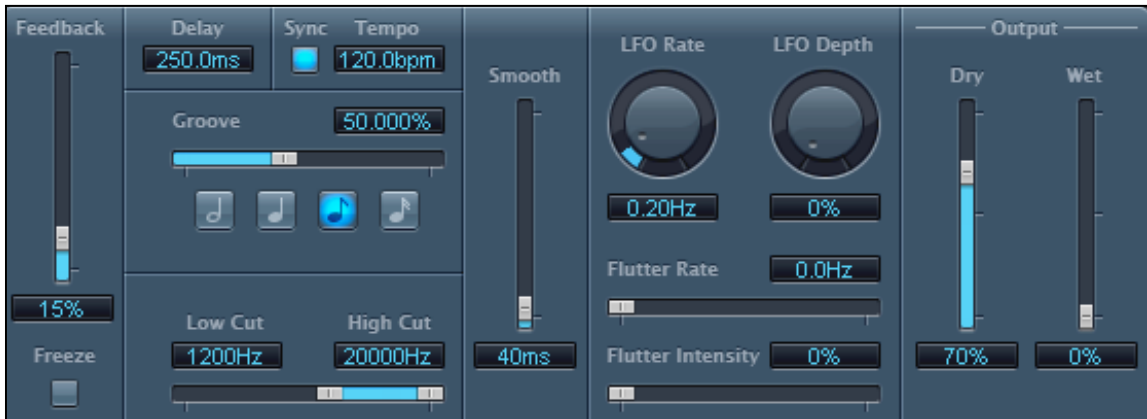 Feedback
15%
Freeze
Delay
250.0ms
Sync
Tempo
120.0bpm
Groove
50.000%
Low Cut
1200Hz
High Cut
20000Hz
Smooth
40ms
LFO Rate
0.20Hz
LFO Depth
0%
Flutter Rate
0.0Hz
Flutter Intensity
0%
Output
Dry
70%
Wet
0%